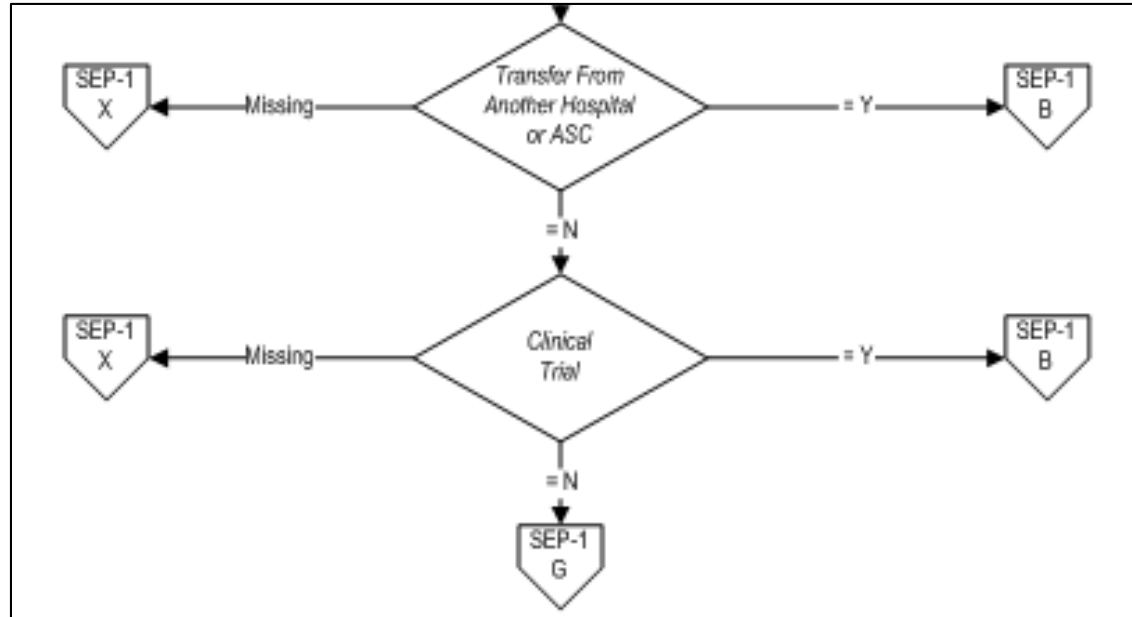 Transfer From
Another Hospital
or ASC
SEP-1
X
Missing
= Y
SEP-1
B
= N
Clinical
Trial
SEP-1
X
Missing
= Y
SEP-1
B
= N
SEP-1
G